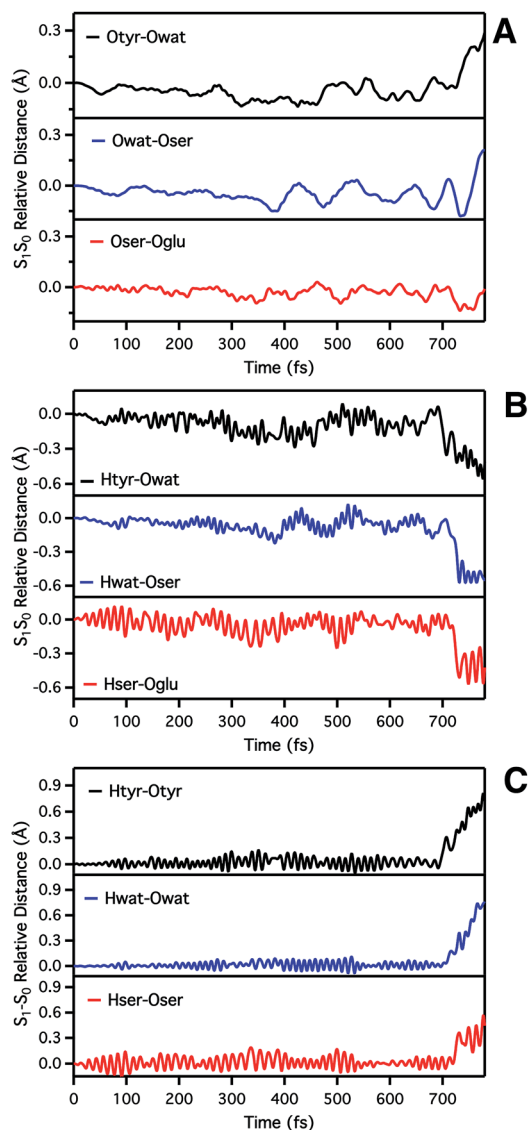 A
Otyr-Owat
0.3
0.0
Owat-Oser
0.3
0.0
Oser-Oglu
0.3
0.0
S1S0 Relative Distance (Å)
0 100 200 300 400 500 600 700
Time (fs)
B
0.0
-0.3
-0.6
Htyr-Owat
0.0
-0.3
-0.6
Hwat-Oser
0.0
-0.3
-0.6
Hser-Oglu
S1S0 Relative Distance (Å)
0 100 200 300 400 500 600 700
Time (fs)
C
0.9
Htyr-Otyr
0.6
0.3
0.0
0.9
Hwat-Owat
0.6
0.3
0.0
0.9
Hser-Oser
0.6
0.3
0.0
S1-S0 Relative Distance (Å)
0 100 200 300 400 500 600 700
Time (fs)